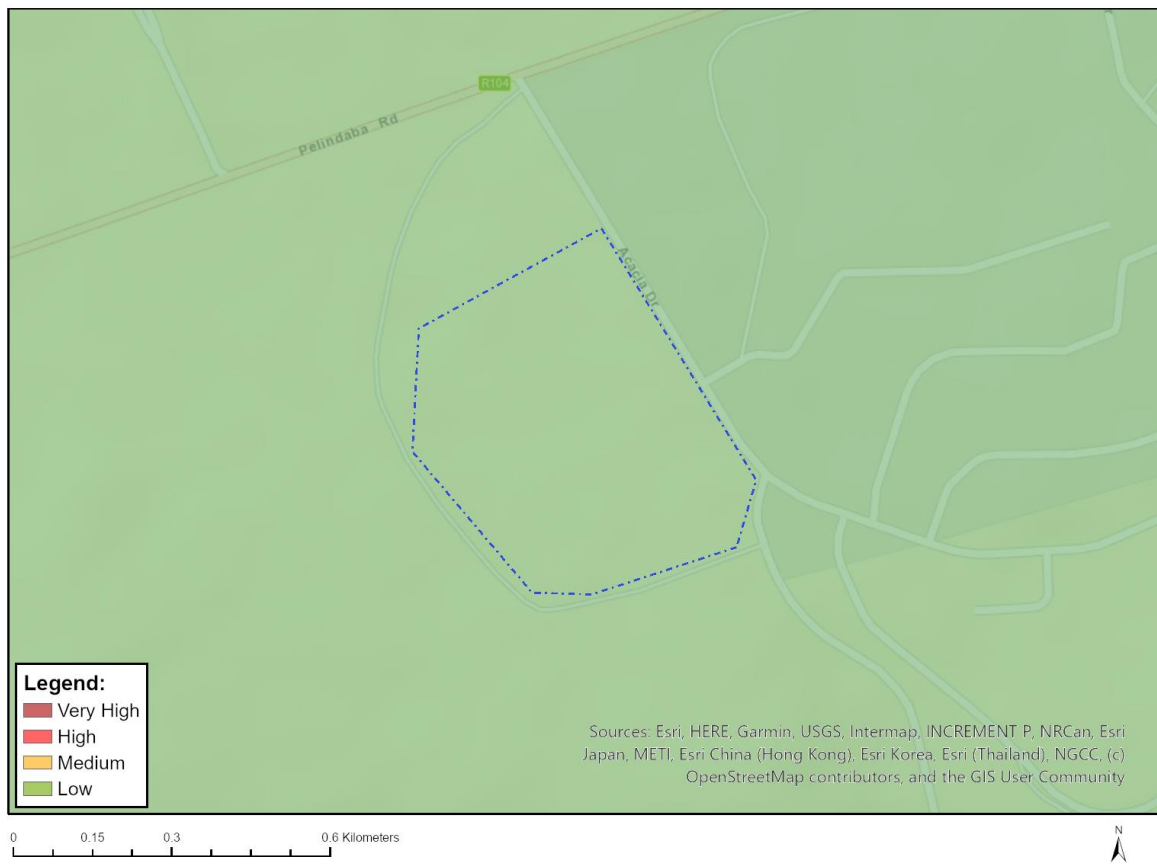 R104
Pelindaba Rd
Acacia Dr
Legend:
Very High
High
Medium
Low
Sources: Esri, HERE, Garmin, USGS, Intermap, INCREMENT P, NRCan, Esri
Japan, METI, Esri China (Hong Kong), Esri Korea, Esri (Thailand), NGCC, (c)
OpenStreetMap contributors, and the GIS User Community
0 0.15 0.3 0.6 Kilometers
N